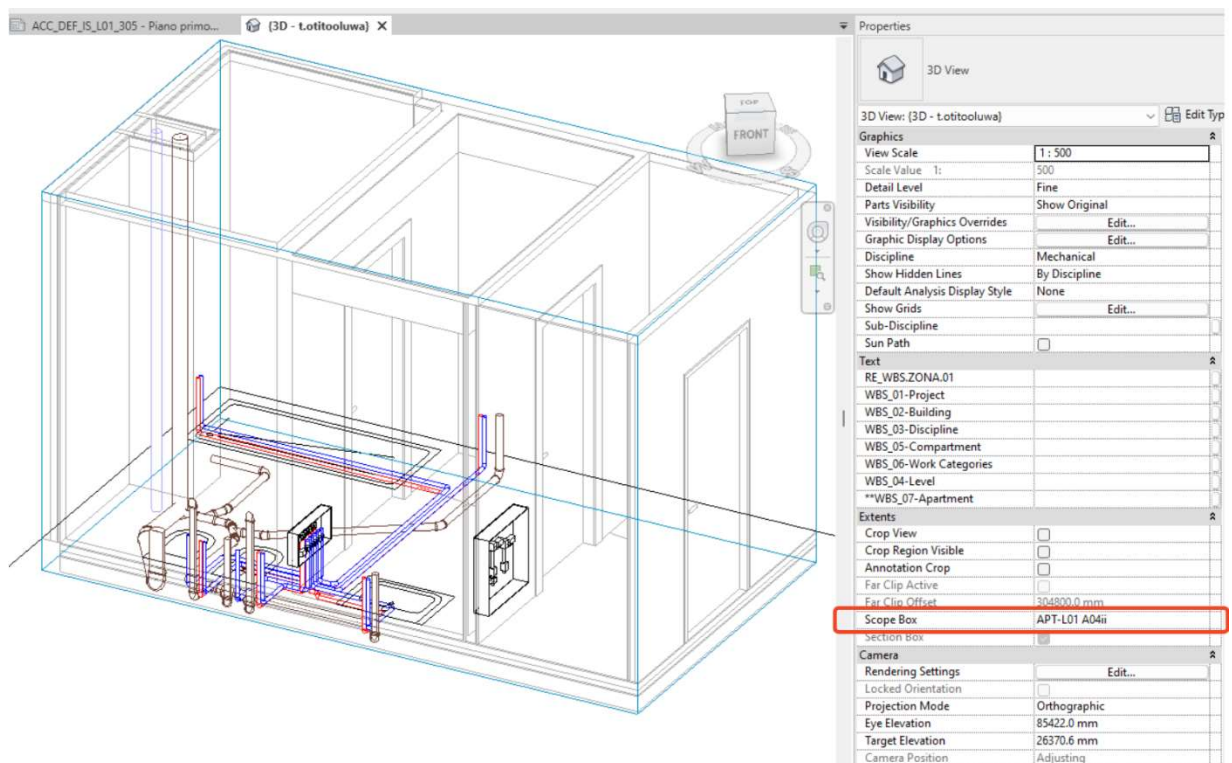 ACC_DEF_IS_L01_305 - Piano primo...
{3D - t.otitooluwa}
Properties
3D View
3D View: {3D - t.otitooluwa}
Edit Typ
TOP
FRONT
Graphics
View Scale 1 : 500
Scale Value 1: 500
Detail Level Fine
Parts Visibility Show Original
Visibility/Graphics Overrides Edit...
Graphic Display Options Edit...
Discipline Mechanical
Show Hidden Lines By Discipline
Default Analysis Display Style None
Show Grids Edit...
Sub-Discipline
Sun Path
Text
RE_WBS.ZONA.01
WBS_01-Project
WBS_02-Building
WBS_03-Discipline
WBS_05-Compartment
WBS_06-Work Categories
WBS_04-Level
**WBS_07-Apartment
Extents
Crop View
Crop Region Visible
Annotation Crop
Far Clip Active
Far Clip Offset 304800.0 mm
Scope Box APT-L01 A04ii
Section Box
Camera
Rendering Settings Edit...
Locked Orientation
Projection Mode Orthographic
Eye Elevation 85422.0 mm
Target Elevation 26370.6 mm
Camera Position Adjusting